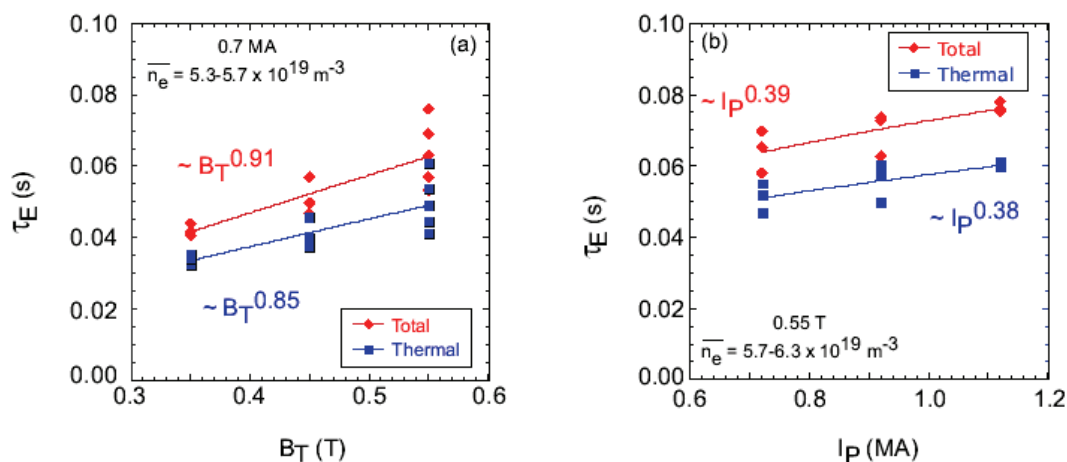 0.10
0.08
0.06
0.04
0.02
0.00
τE (s)
0.7 MA
ne = 5.3-5.7 x 10^19 m^-3
(a)
~ BT^0.91
~ BT^0.85
Total
Thermal
0.3 0.4 0.5 0.6
BT (T)
0.10
0.08
0.06
0.04
0.02
0.00
τE (s)
(b)
Total
Thermal
~ IP^0.39
~ IP^0.38
0.55 T
ne = 5.7-6.3 x 10^19 m^-3
0.6 0.8 1.0 1.2
IP (MA)